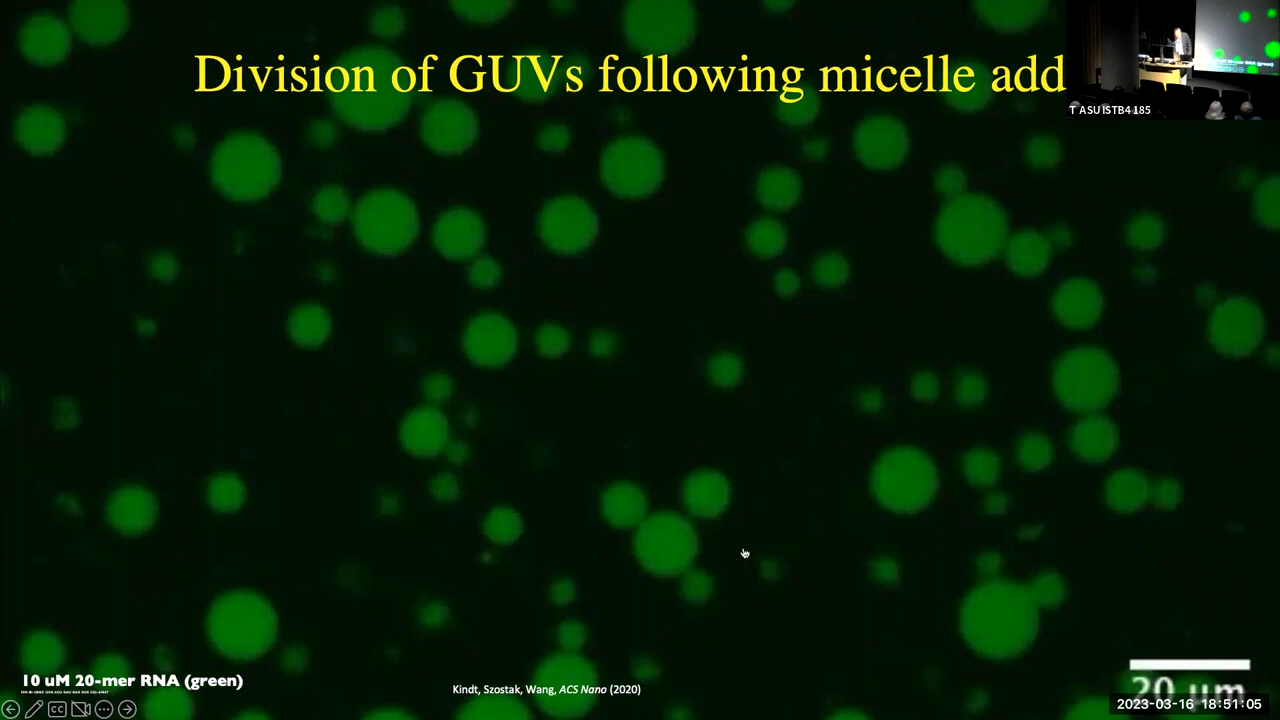 Division of GUVs following micelle add
T ASU ISTB4 185
10 uM 20-mer RNA (green)
Kindt, Szostak, Wang, ACS Nano (2020)
20 µm
2023-03-16 18:51:05